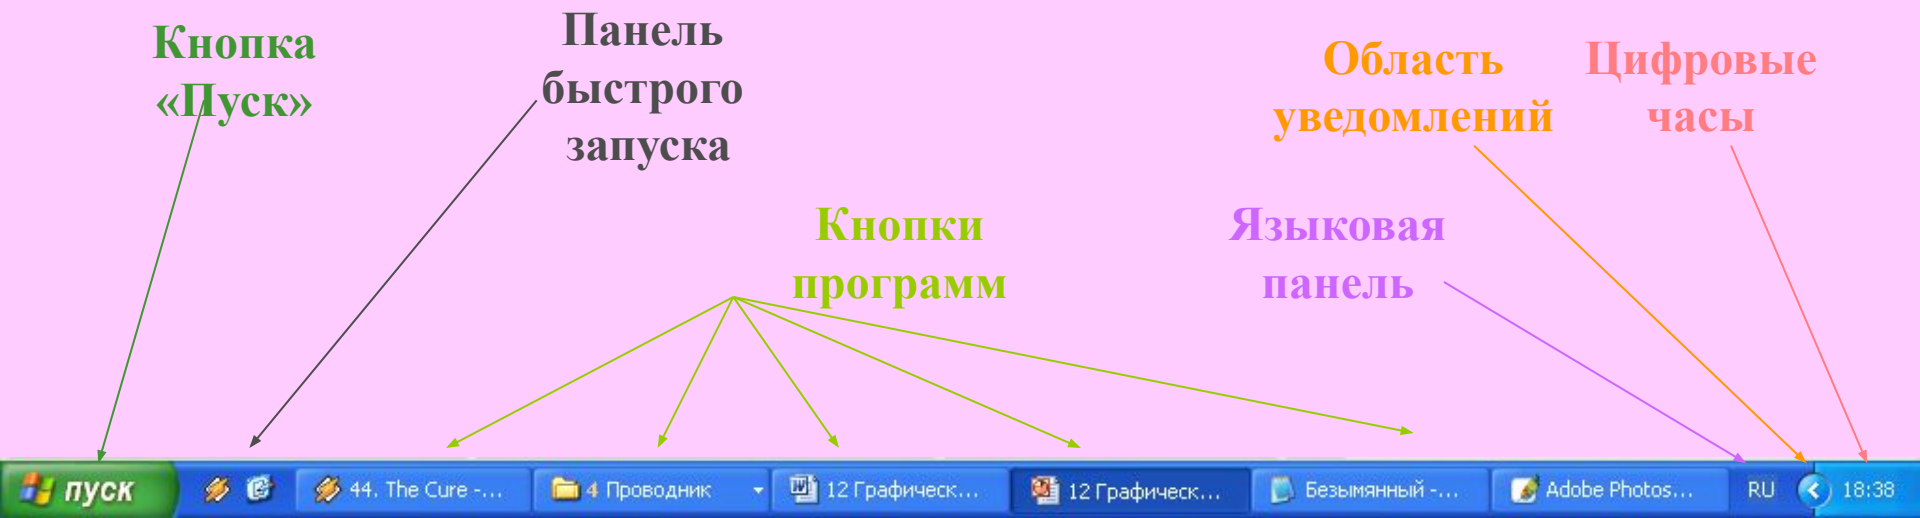 Кнопка
«Пуск»
Панель
быстрого
запуска
Область
уведомлений
Цифровые
часы
Кнопки
программ
Языковая
панель
пуск
44. The Cure -...
4 Проводник
12 Графическ...
12 Графическ...
Безымянный -...
Adobe Photos...
RU
18:38